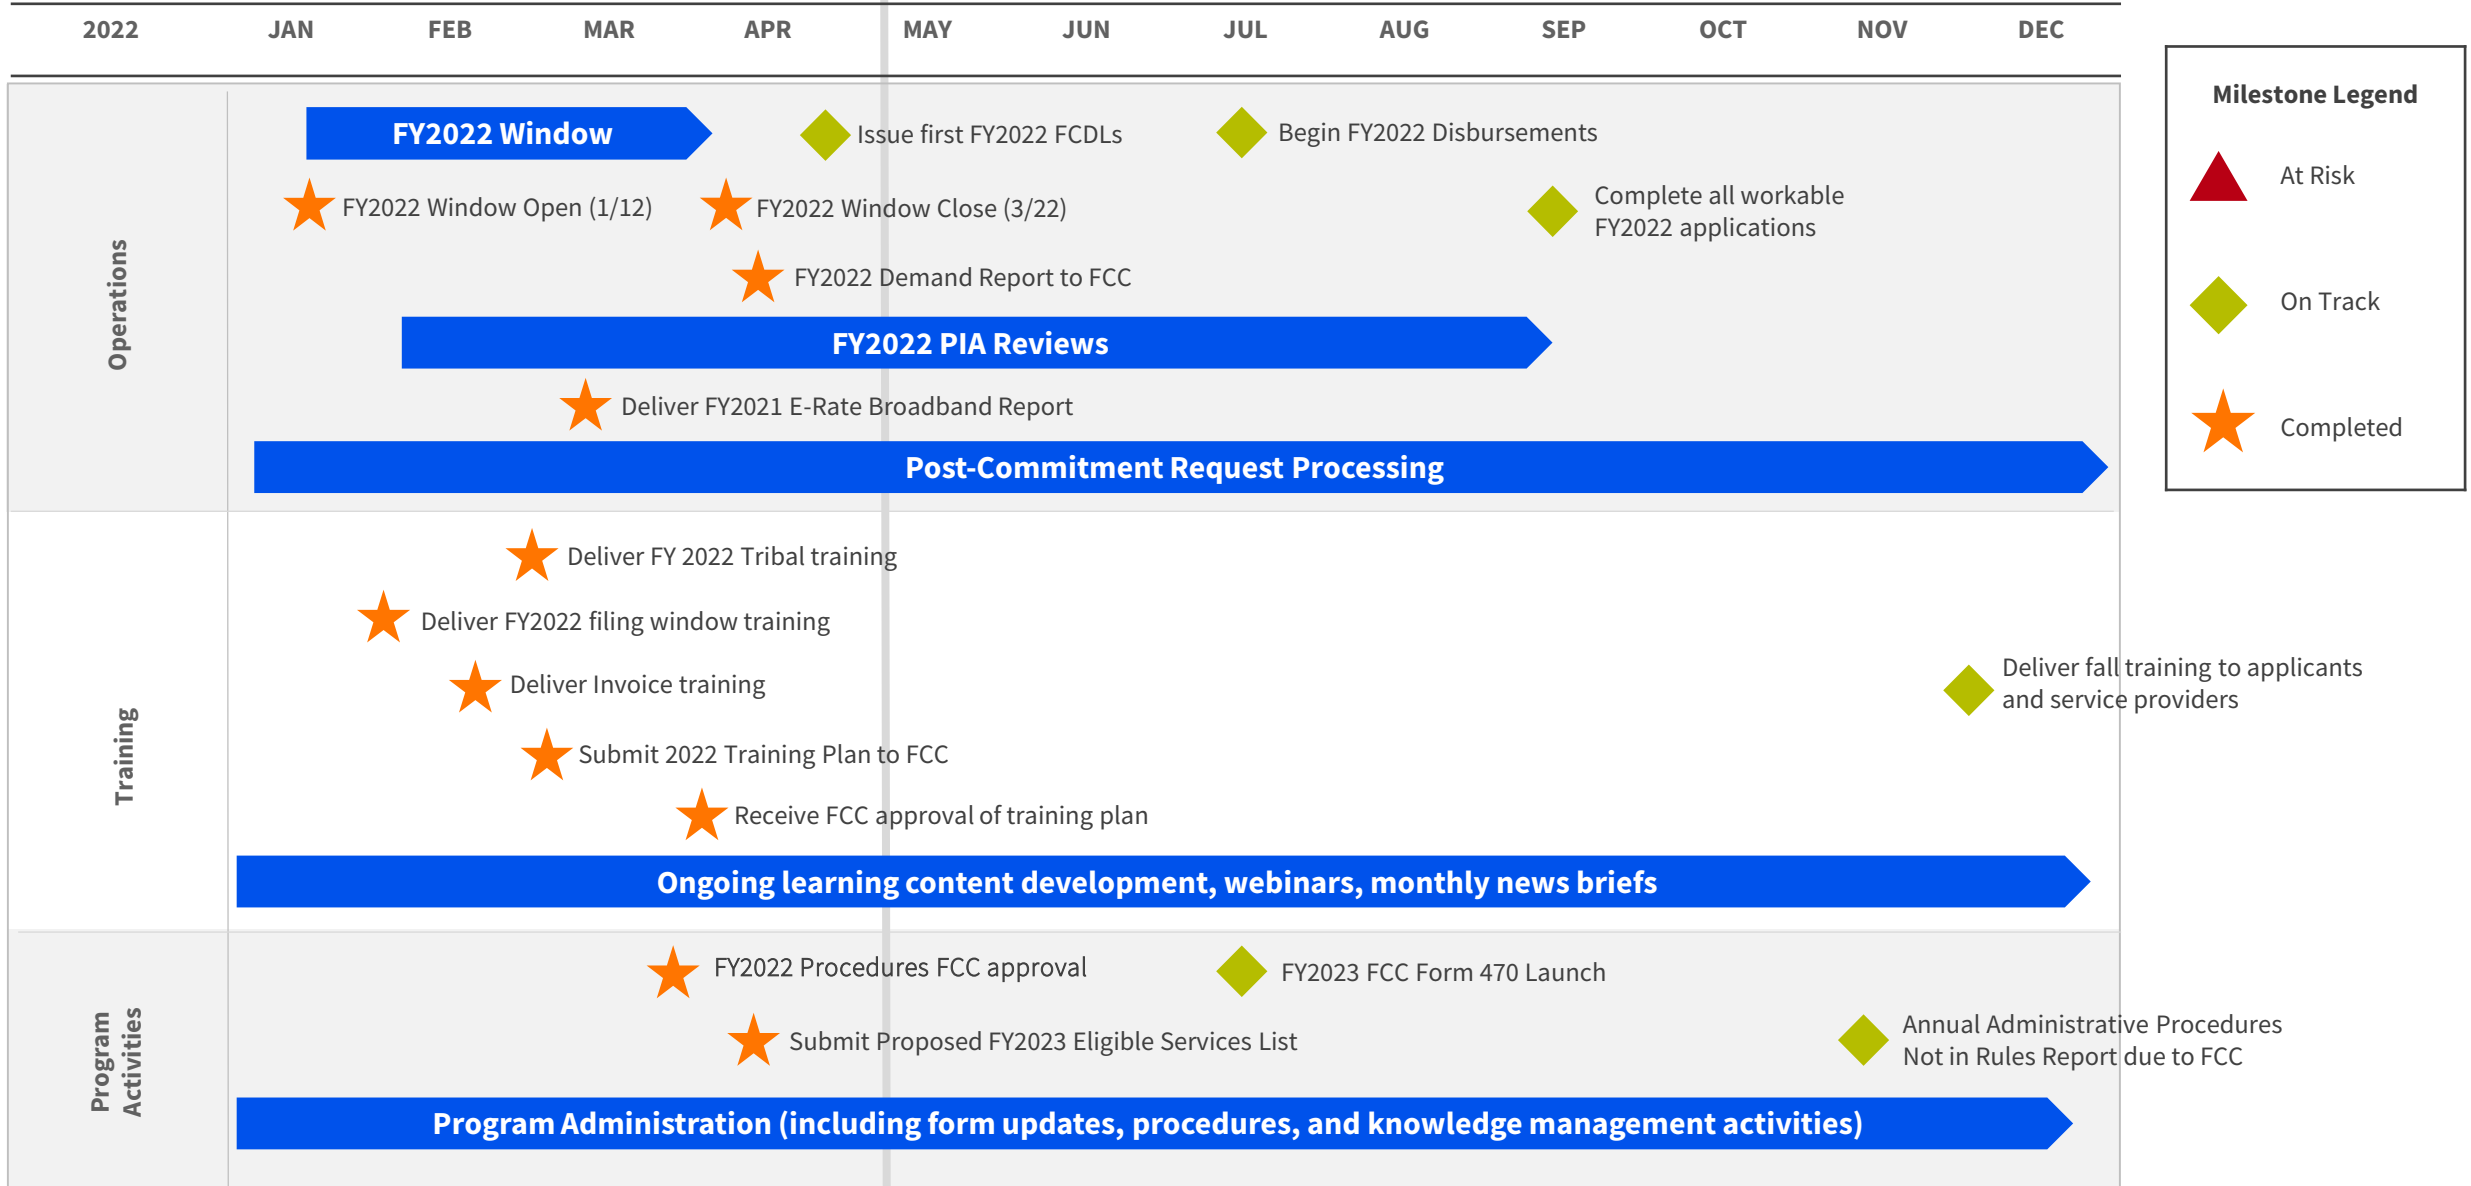 2022 JAN FEB MAR APR MAY JUN JUL AUG SEP OCT NOV DEC
Milestone Legend
At Risk
On Track
Completed
Operations
FY2022 Window
Issue first FY2022 FCDLs
Begin FY2022 Disbursements
FY2022 Window Open (1/12)
FY2022 Window Close (3/22)
Complete all workable
FY2022 applications
FY2022 Demand Report to FCC
FY2022 PIA Reviews
Deliver FY2021 E-Rate Broadband Report
Post-Commitment Request Processing
Training
Deliver FY 2022 Tribal training
Deliver FY2022 filing window training
Deliver Invoice training
Deliver fall training to applicants
and service providers
Submit 2022 Training Plan to FCC
Receive FCC approval of training plan
Ongoing learning content development, webinars, monthly news briefs
Program
Activities
FY2022 Procedures FCC approval
FY2023 FCC Form 470 Launch
Submit Proposed FY2023 Eligible Services List
Annual Administrative Procedures
Not in Rules Report due to FCC
Program Administration (including form updates, procedures, and knowledge management activities)